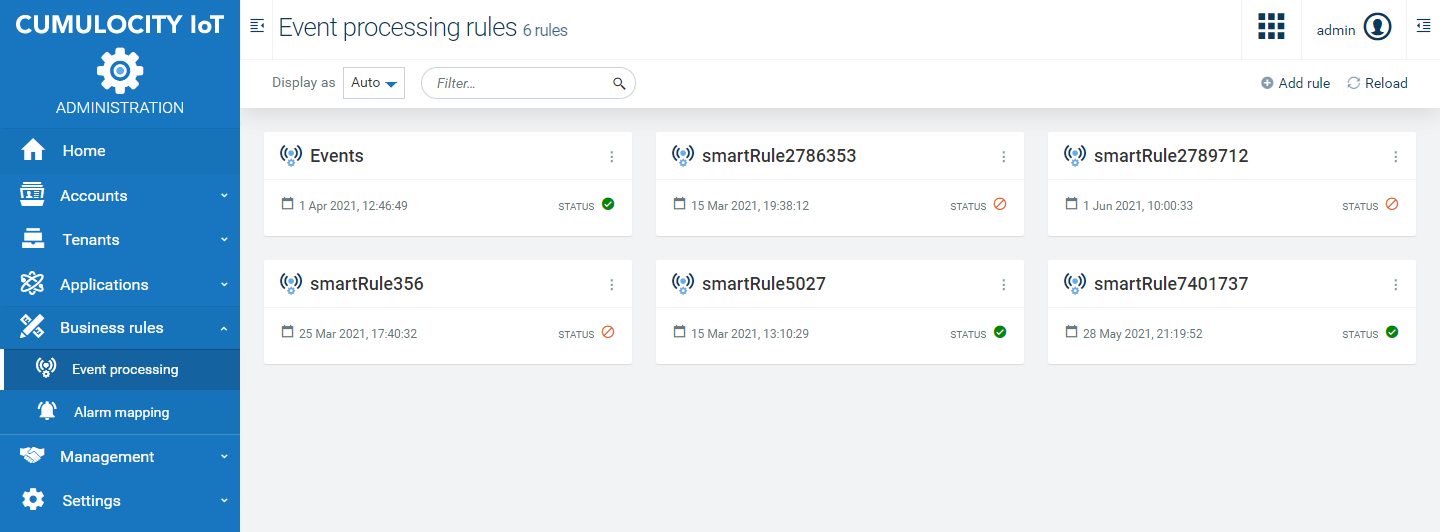 CUMULOCITY IoT
ADMINISTRATION
Home
Accounts
Tenants
Applications
Business rules
Event processing
Alarm mapping
Management
Settings
Event processing rules 6 rules
admin
Display as Auto Filter... Add rule Reload
Events
1 Apr 2021, 12:46:49 STATUS
smartRule2786353
15 Mar 2021, 19:38:12 STATUS
smartRule2789712
1 Jun 2021, 10:00:33 STATUS
smartRule356
25 Mar 2021, 17:40:32 STATUS
smartRule5027
15 Mar 2021, 13:10:29 STATUS
smartRule7401737
28 May 2021, 21:19:52 STATUS